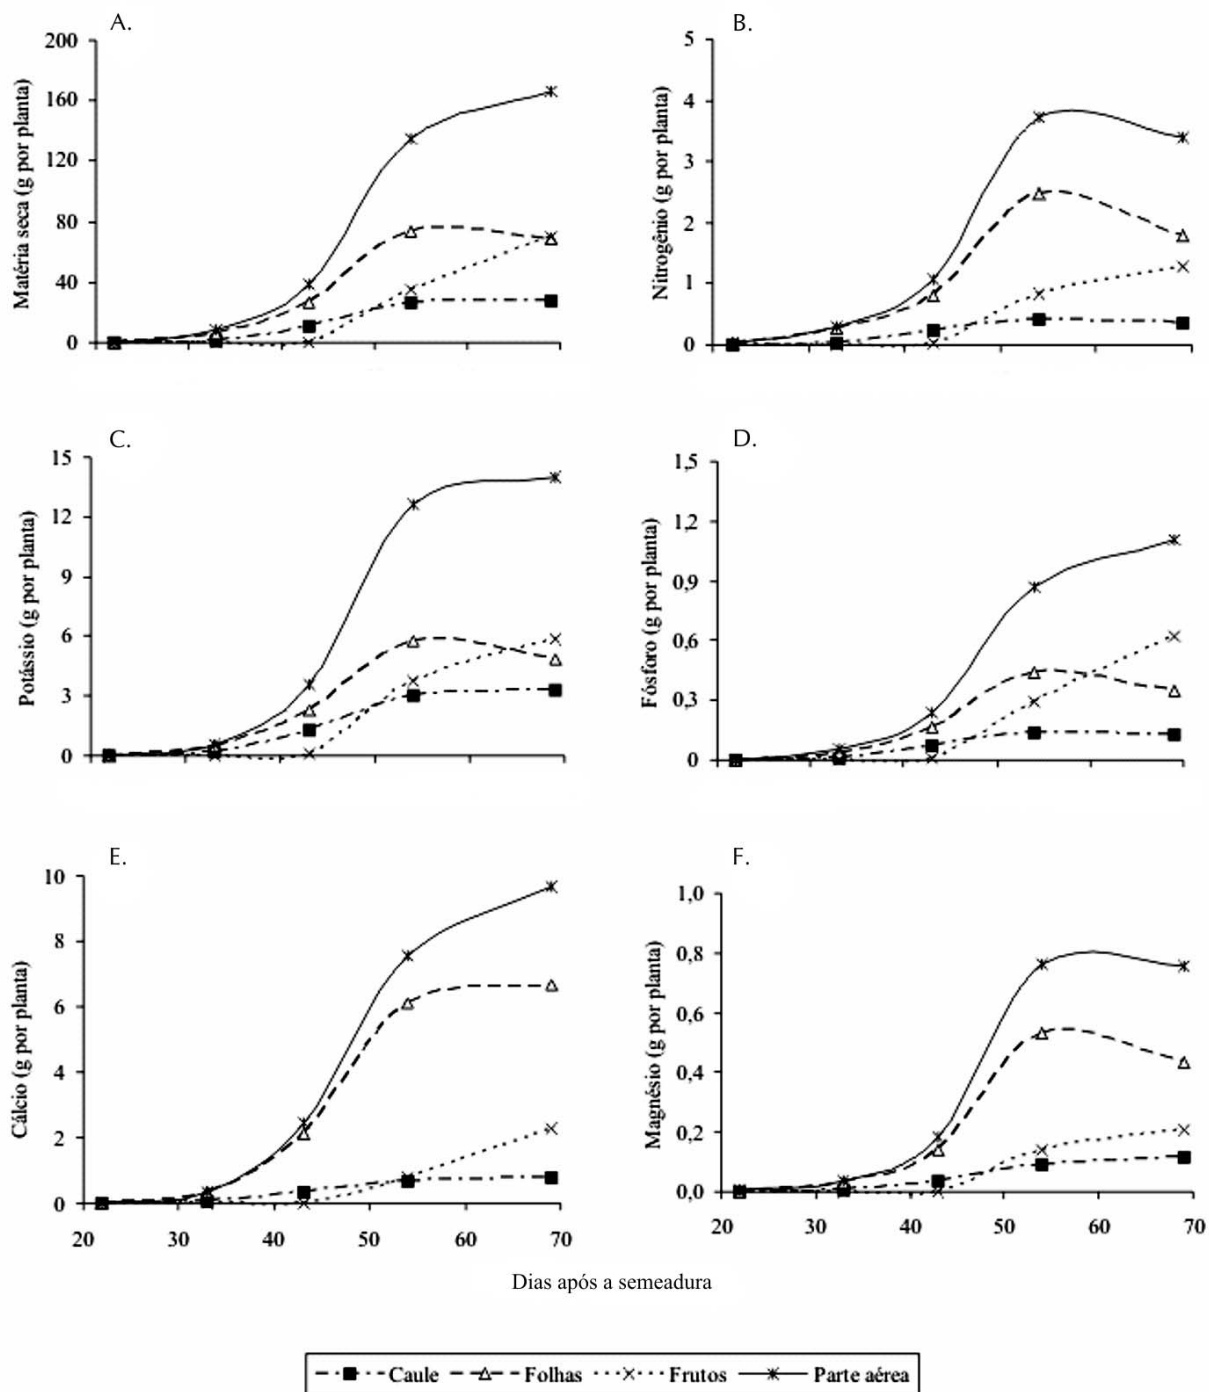 A.
Matéria seca (g por planta)
200
160
120
80
40
0
B.
Nitrogênio (g por planta)
5
4
3
2
1
0
C.
Potássio (g por planta)
15
12
9
6
3
0
D.
Fósforo (g por planta)
1,5
1,2
0,9
0,6
0,3
0
E.
Cálcio (g por planta)
10
8
6
4
2
0
20 30 40 50 60 70
F.
Magnésio (g por planta)
1,0
0,8
0,6
0,4
0,2
0,0
20 30 40 50 60 70
Dias após a semeadura
Caule Folhas Frutos Parte aérea